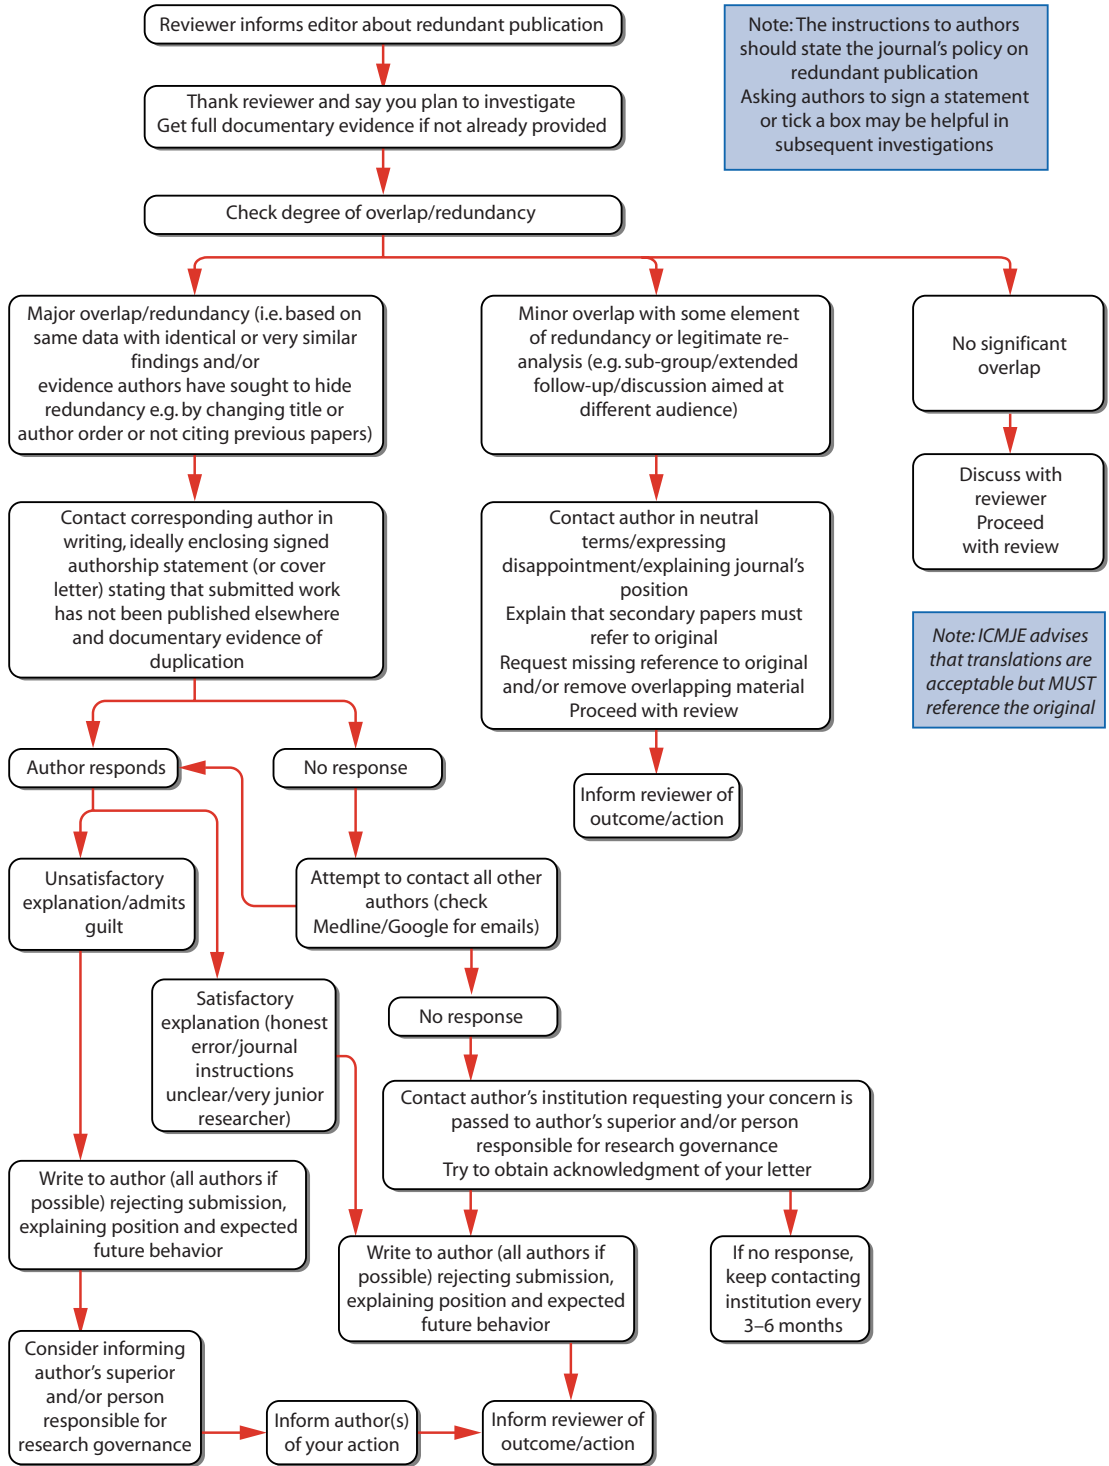 Reviewer informs editor about redundant publication
Note: The instructions to authors
should state the journal's policy on
redundant publication
Asking authors to sign a statement
or tick a box may be helpful in
subsequent investigations
Thank reviewer and say you plan to investigate
Get full documentary evidence if not already provided
Check degree of overlap/redundancy
Major overlap/redundancy (i.e. based on
same data with identical or very similar
findings and/or
evidence authors have sought to hide
redundancy e.g. by changing title or
author order or not citing previous papers)
Minor overlap with some element
of redundancy or legitimate re-
analysis (e.g. sub-group/extended
follow-up/discussion aimed at
different audience)
No significant
overlap
Contact corresponding author in
writing, ideally enclosing signed
authorship statement (or cover
letter) stating that submitted work
has not been published elsewhere
and documentary evidence of
duplication
Contact author in neutral
terms/expressing
disappointment/explaining journal's
position
Explain that secondary papers must
refer to original
Request missing reference to original
and/or remove overlapping material
Proceed with review
Discuss with
reviewer
Proceed
with review
Note: ICMJE advises
that translations are
acceptable but MUST
reference the original
Author responds
No response
Inform reviewer of
outcome/action
Unsatisfactory
explanation/admits
guilt
Attempt to contact all other
authors (check
Medline/Google for emails)
Satisfactory
explanation (honest
error/journal
instructions
unclear/very junior
researcher)
No response
Contact author's institution requesting your concern is
passed to author's superior and/or person
responsible for research governance
Try to obtain acknowledgment of your letter
Write to author (all authors if
possible) rejecting submission,
explaining position and expected
future behavior
Write to author (all authors if
possible) rejecting submission,
explaining position and expected
future behavior
If no response,
keep contacting
institution every
3–6 months
Consider informing
author's superior
and/or person
responsible for
research governance
Inform author(s)
of your action
Inform reviewer of
outcome/action